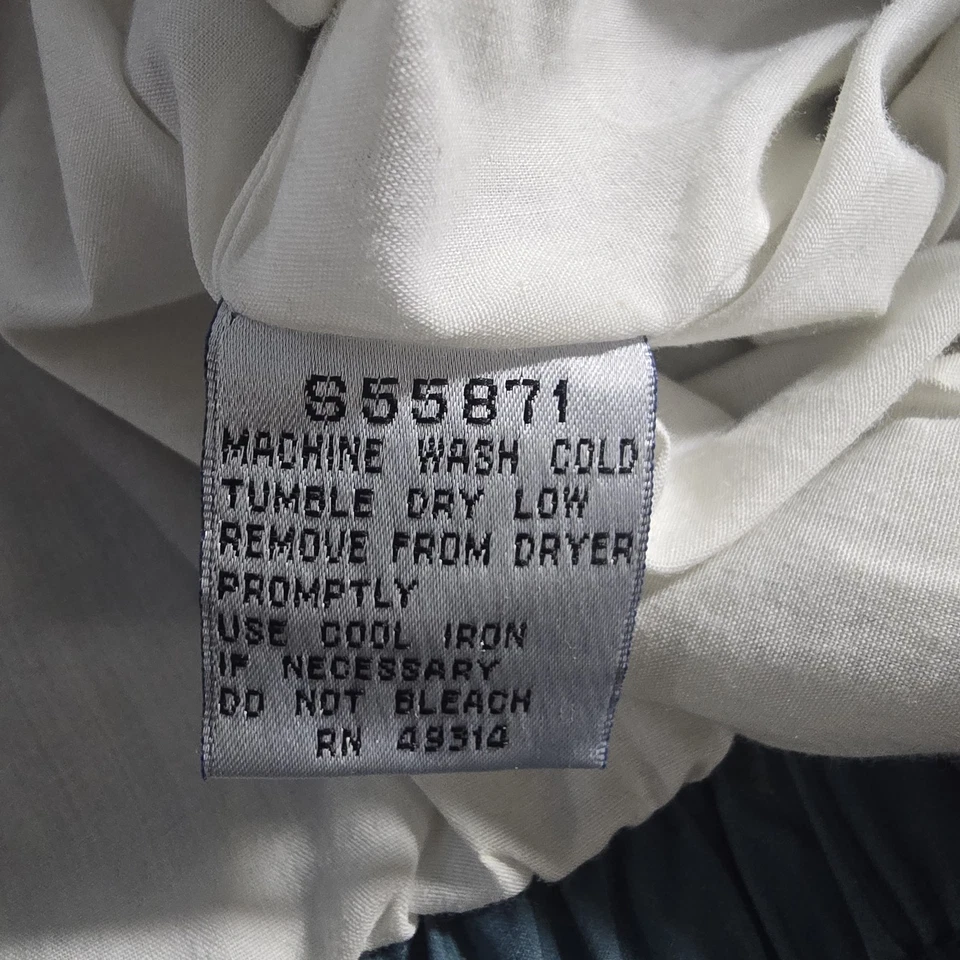 S55871
MACHINE WASH COLD
TUMBLE DRY LOW
REMOVE FROM DRYER
PROMPTLY
USE COOL IRON
IF NECESSARY
DO NOT BLEACH
RN 49314